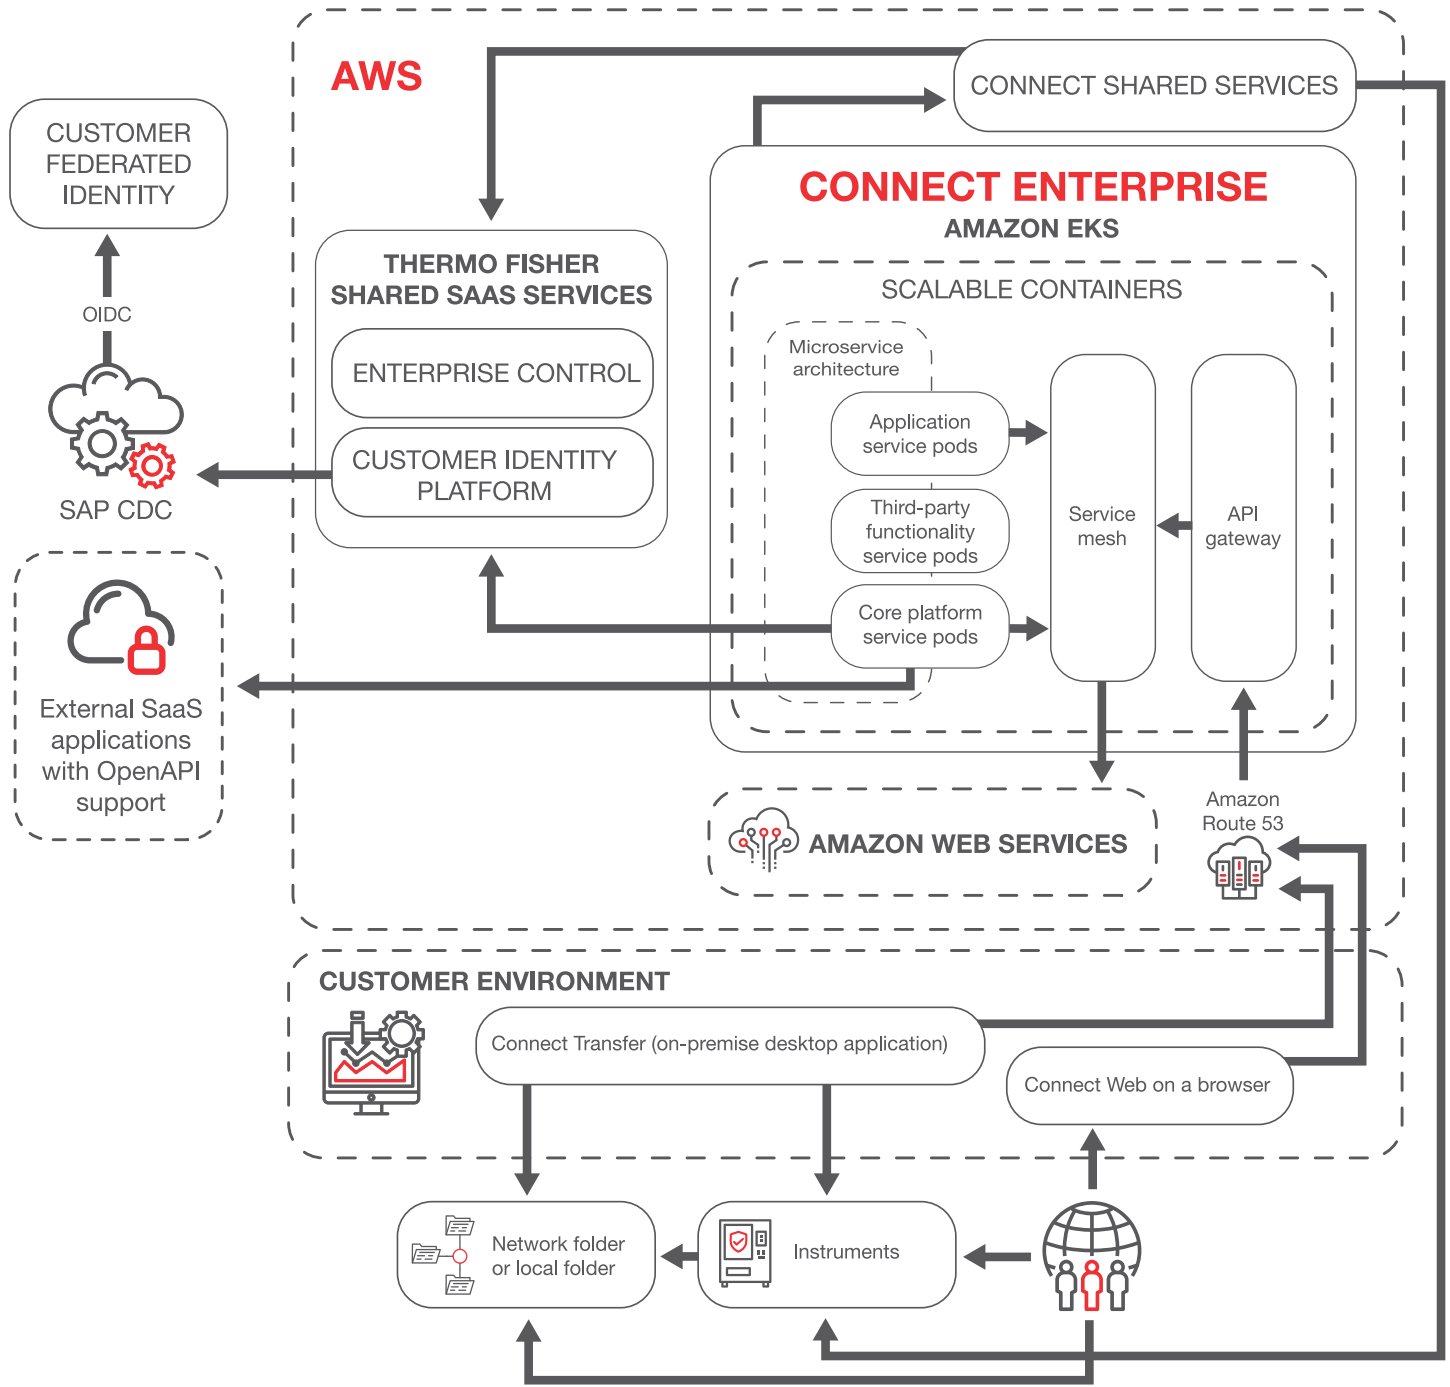 AWS
CONNECT SHARED SERVICES
CUSTOMER
FEDERATED
IDENTITY
OIDC
SAP CDC
External SaaS
applications
with OpenAPI
support
THERMO FISHER
SHARED SAAS SERVICES
ENTERPRISE CONTROL
CUSTOMER IDENTITY
PLATFORM
CONNECT ENTERPRISE
AMAZON EKS
SCALABLE CONTAINERS
Microservice
architecture
Application
service pods
Third-party
functionality
service pods
Core platform
service pods
Service
mesh
API
gateway
AMAZON WEB SERVICES
Amazon
Route 53
CUSTOMER ENVIRONMENT
Connect Transfer (on-premise desktop application)
Connect Web on a browser
Network folder
or local folder
Instruments